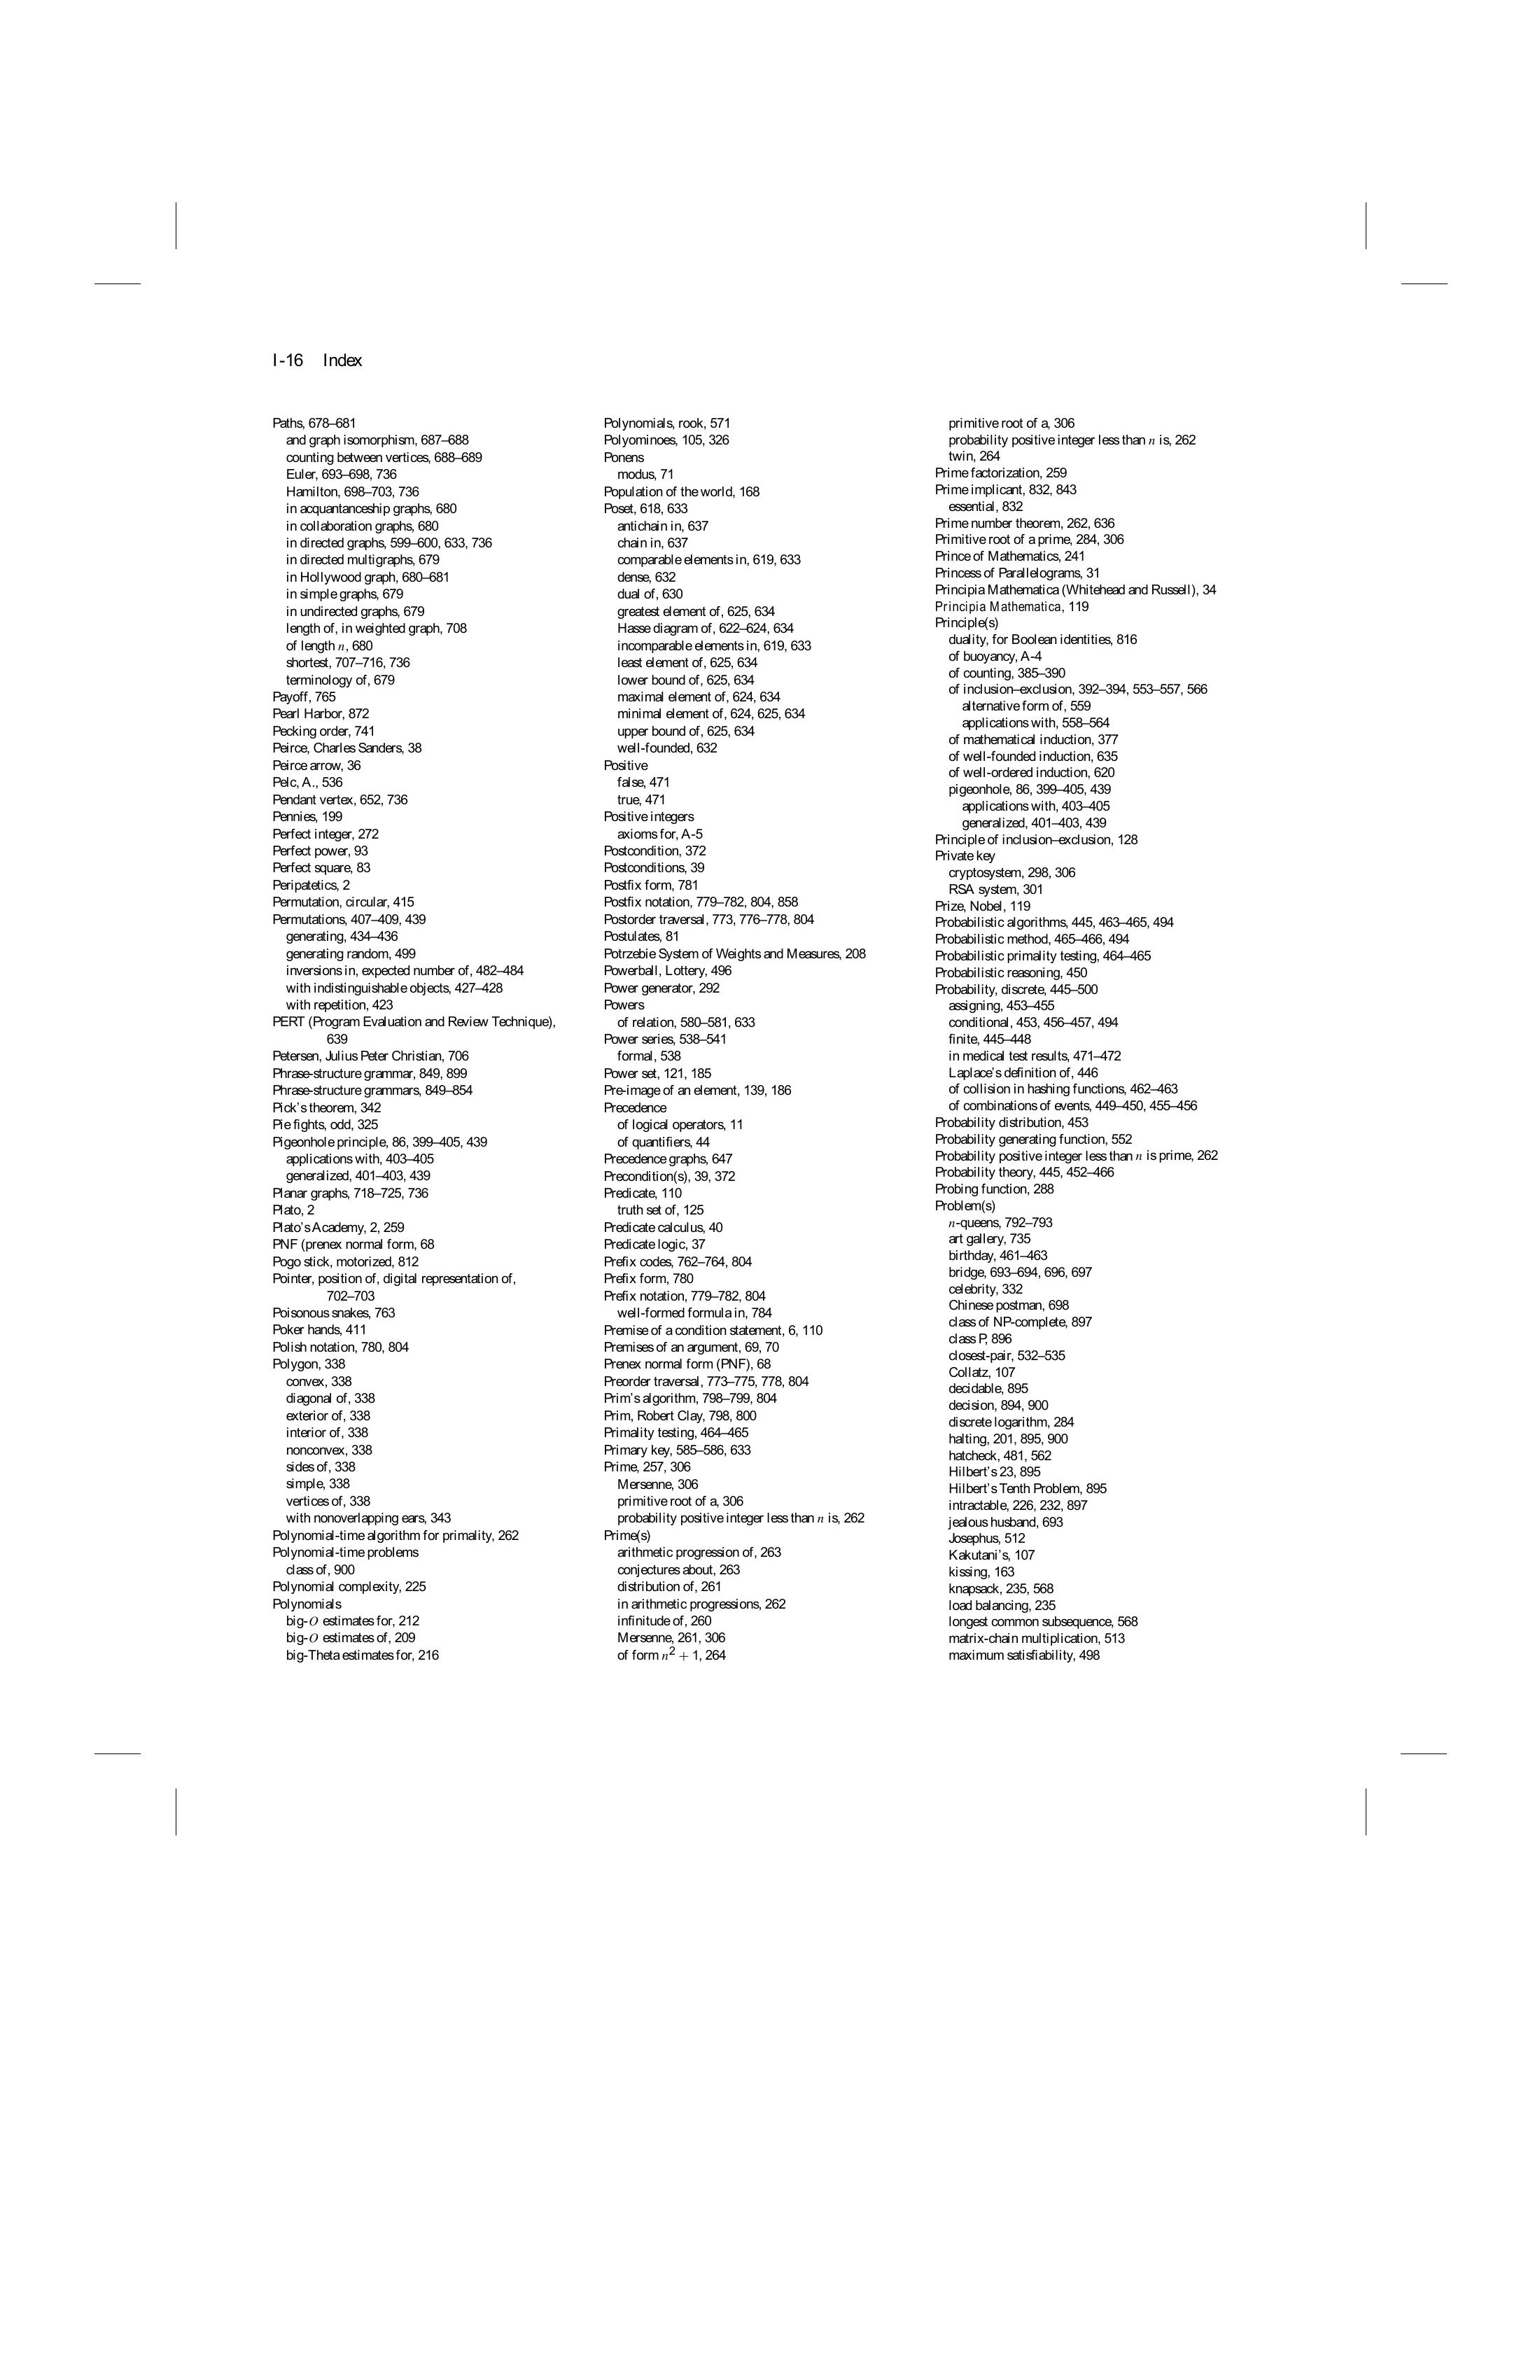 I-16 Index
Paths, 678–681
and graph isomorphism, 687–688
counting between vertices, 688–689
Euler, 693–698, 736
Hamilton, 698–703, 736
in acquantanceship graphs, 680
in collaboration graphs, 680
in directed graphs, 599–600, 633, 736
in directed multigraphs, 679
in Hollywood graph, 680–681
in simple graphs, 679
in undirected graphs, 679
length of, in weighted graph, 708
of length n, 680
shortest, 707–716, 736
terminology of, 679
Payoff, 765
Pearl Harbor, 872
Pecking order, 741
Peirce, Charles Sanders, 38
Peirce arrow, 36
Pelc, A., 536
Pendant vertex, 652, 736
Pennies, 199
Perfect integer, 272
Perfect power, 93
Perfect square, 83
Peripatetics, 2
Permutation, circular, 415
Permutations, 407–409, 439
generating, 434–436
generating random, 499
inversions in, expected number of, 482–484
with indistinguishable objects, 427–428
with repetition, 423
PERT (Program Evaluation and Review Technique),
639
Petersen, Julius Peter Christian, 706
Phrase-structure grammar, 849, 899
Phrase-structure grammars, 849–854
Pick's theorem, 342
Pie fights, odd, 325
Pigeonhole principle, 86, 399–405, 439
applications with, 403–405
generalized, 401–403, 439
Planar graphs, 718–725, 736
Plato, 2
Plato's Academy, 2, 259
PNF (prenex normal form, 68
Pogo stick, motorized, 812
Pointer, position of, digital representation of,
702–703
Poisonous snakes, 763
Poker hands, 411
Polish notation, 780, 804
Polygon, 338
convex, 338
diagonal of, 338
exterior of, 338
interior of, 338
nonconvex, 338
sides of, 338
simple, 338
vertices of, 338
with nonoverlapping ears, 343
Polynomial-time algorithm for primality, 262
Polynomial-time problems
class of, 900
Polynomial complexity, 225
Polynomials
big-O estimates for, 212
big-O estimates of, 209
big-Theta estimates for, 216
Polynomials, rook, 571
Polyominoes, 105, 326
Ponens
modus, 71
Population of the world, 168
Poset, 618, 633
antichain in, 637
chain in, 637
comparable elements in, 619, 633
dense, 632
dual of, 630
greatest element of, 625, 634
Hasse diagram of, 622–624, 634
incomparable elements in, 619, 633
least element of, 625, 634
lower bound of, 625, 634
maximal element of, 624, 634
minimal element of, 624, 625, 634
upper bound of, 625, 634
well-founded, 632
Positive
false, 471
true, 471
Positive integers
axioms for, A-5
Postcondition, 372
Postconditions, 39
Postfix form, 781
Postfix notation, 779–782, 804, 858
Postorder traversal, 773, 776–778, 804
Postulates, 81
Potrzebie System of Weights and Measures, 208
Powerball, Lottery, 496
Power generator, 292
Powers
of relation, 580–581, 633
Power series, 538–541
formal, 538
Power set, 121, 185
Pre-image of an element, 139, 186
Precedence
of logical operators, 11
of quantifiers, 44
Precedence graphs, 647
Precondition(s), 39, 372
Predicate, 110
truth set of, 125
Predicate calculus, 40
Predicate logic, 37
Prefix codes, 762–764, 804
Prefix form, 780
Prefix notation, 779–782, 804
well-formed formula in, 784
Premise of a condition statement, 6, 110
Premises of an argument, 69, 70
Prenex normal form (PNF), 68
Preorder traversal, 773–775, 778, 804
Prim's algorithm, 798–799, 804
Prim, Robert Clay, 798, 800
Primality testing, 464–465
Primary key, 585–586, 633
Prime, 257, 306
Mersenne, 306
primitive root of a, 306
probability positive integer less than n is, 262
Prime(s)
arithmetic progression of, 263
conjectures about, 263
distribution of, 261
in arithmetic progressions, 262
infinitude of, 260
Mersenne, 261, 306
of form n² + 1, 264
primitive root of a, 306
probability positive integer less than n is, 262
twin, 264
Prime factorization, 259
Prime implicant, 832, 843
essential, 832
Prime number theorem, 262, 636
Primitive root of a prime, 284, 306
Prince of Mathematics, 241
Princess of Parallelograms, 31
Principia Mathematica (Whitehead and Russell), 34
Principia Mathematica, 119
Principle(s)
duality, for Boolean identities, 816
of buoyancy, A-4
of counting, 385–390
of inclusion–exclusion, 392–394, 553–557, 566
alternative form of, 559
applications with, 558–564
of mathematical induction, 377
of well-founded induction, 635
of well-ordered induction, 620
pigeonhole, 86, 399–405, 439
applications with, 403–405
generalized, 401–403, 439
Principle of inclusion–exclusion, 128
Private key
cryptosystem, 298, 306
RSA system, 301
Prize, Nobel, 119
Probabilistic algorithms, 445, 463–465, 494
Probabilistic method, 465–466, 494
Probabilistic primality testing, 464–465
Probabilistic reasoning, 450
Probability, discrete, 445–500
assigning, 453–455
conditional, 453, 456–457, 494
finite, 445–448
in medical test results, 471–472
Laplace's definition of, 446
of collision in hashing functions, 462–463
of combinations of events, 449–450, 455–456
Probability distribution, 453
Probability generating function, 552
Probability positive integer less than n is prime, 262
Probability theory, 445, 452–466
Probing function, 288
Problem(s)
n-queens, 792–793
art gallery, 735
birthday, 461–463
bridge, 693–694, 696, 697
celebrity, 332
Chinese postman, 698
class of NP-complete, 897
class P, 896
closest-pair, 532–535
Collatz, 107
decidable, 895
decision, 894, 900
discrete logarithm, 284
halting, 201, 895, 900
hatcheck, 481, 562
Hilbert's 23, 895
Hilbert's Tenth Problem, 895
intractable, 226, 232, 897
jealous husband, 693
Josephus, 512
Kakutani's, 107
kissing, 163
knapsack, 235, 568
load balancing, 235
longest common subsequence, 568
matrix-chain multiplication, 513
maximum satisfiability, 498